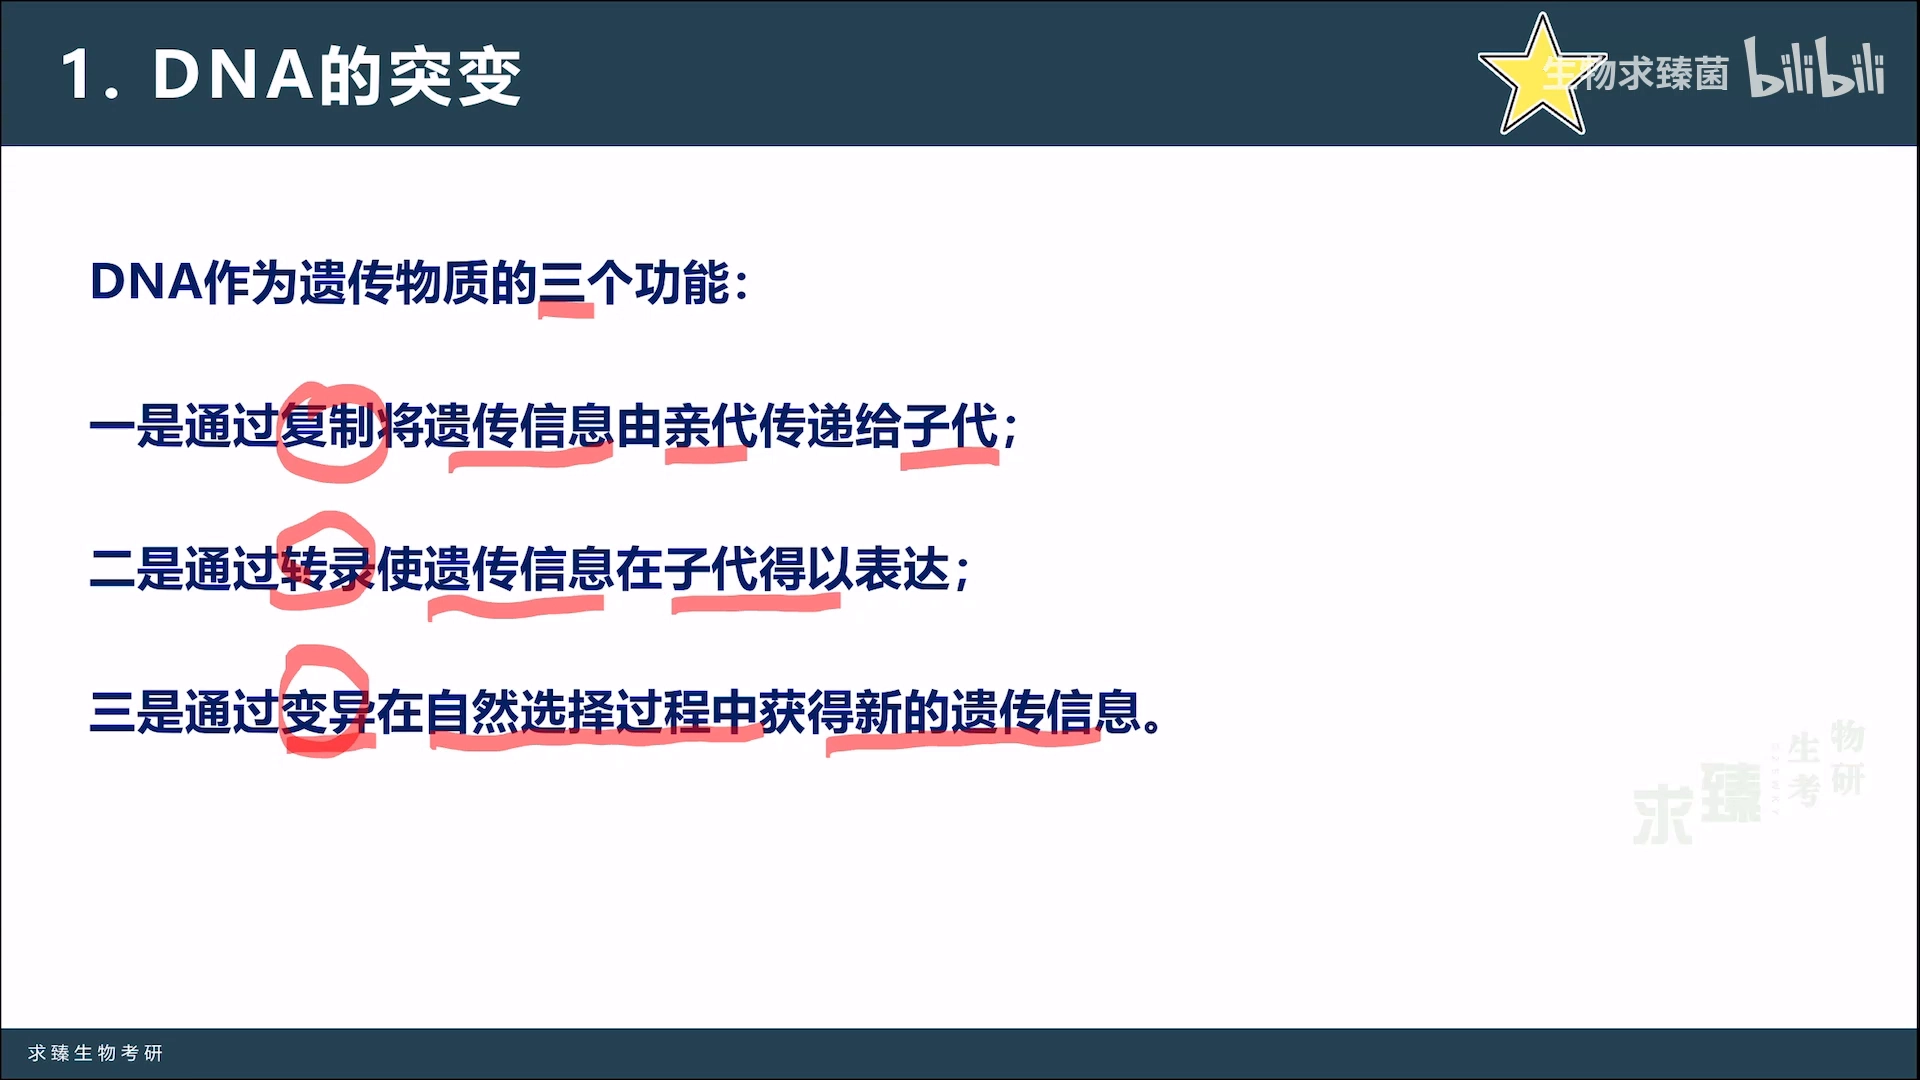 1. DNA的突变
生物求臻菌 bilibili
DNA作为遗传物质的三个功能：
一是通过复制将遗传信息由亲代传递给子代；
二是通过转录使遗传信息在子代得以表达；
三是通过变异在自然选择过程中获得新的遗传信息。
求臻生物考研
求臻生物考研